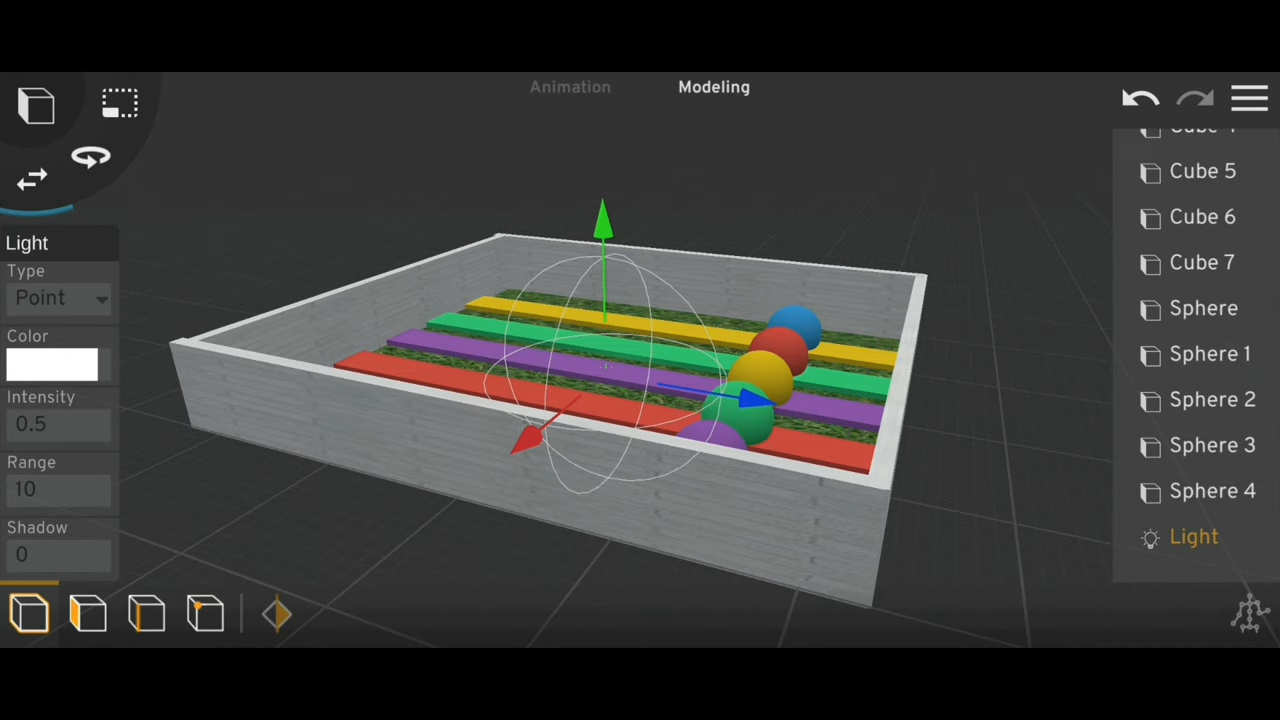 Animation
Modeling
Light
Type
Point
Color
Intensity
0.5
Range
10
Shadow
0
Cube 5
Cube 6
Cube 7
Sphere
Sphere 1
Sphere 2
Sphere 3
Sphere 4
Light